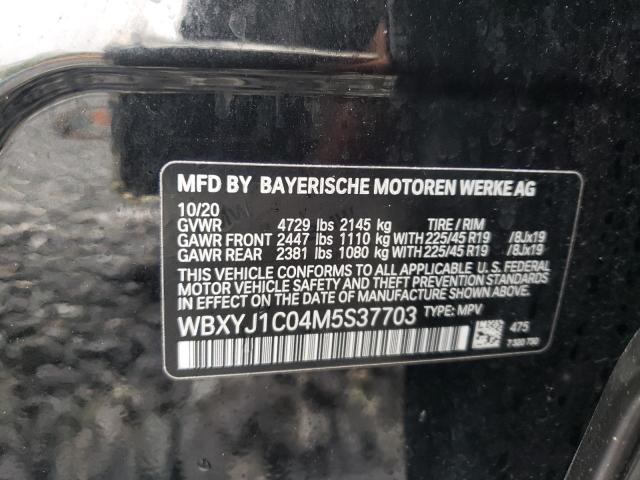 MFD BY BAYERISCHE MOTOREN WERKE AG
10/20
GVWR 4729 lbs 2145 kg TIRE / RIM
GAWR FRONT 2447 lbs 1110 kg WITH 225/45 R19 /8Jx19
GAWR REAR 2381 lbs 1080 kg WITH 225/45 R19 /8Jx19
THIS VEHICLE CONFORMS TO ALL APPLICABLE U.S. FEDERAL
MOTOR VEHICLE SAFETY AND THEFT PREVENTION STANDARDS
IN EFFECT ON THE DATE OF MANUFACTURE SHOWN ABOVE.
WBXYJ1C04M5S37703 TYPE: MPV
475
7 300 730